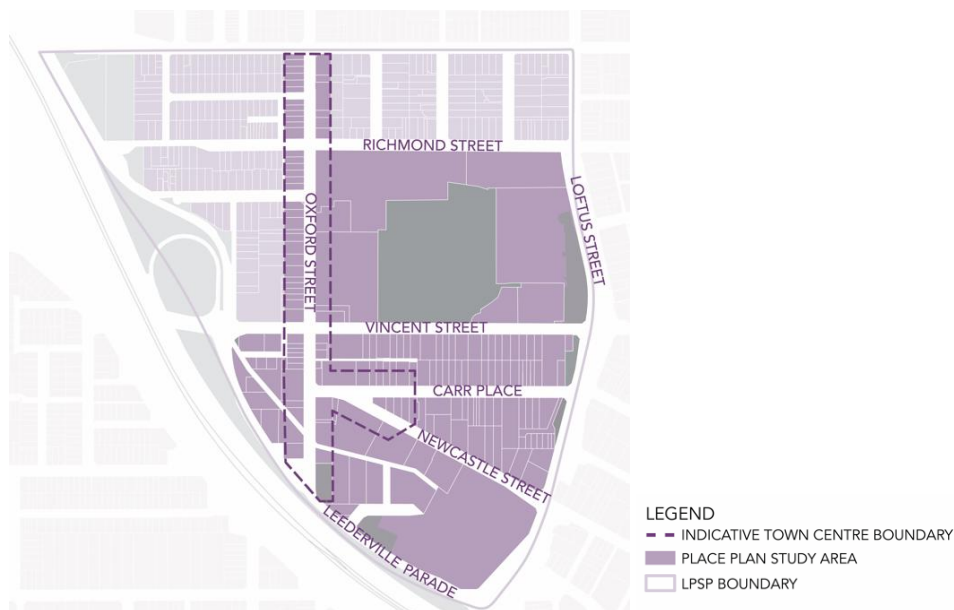 RICHMOND STREET
LOFTUS STREET
OXFORD STREET
VINCENT STREET
CARR PLACE
NEWCASTLE STREET
LEEDERVILLE PARADE
LEGEND
INDICATIVE TOWN CENTRE BOUNDARY
PLACE PLAN STUDY AREA
LPSP BOUNDARY